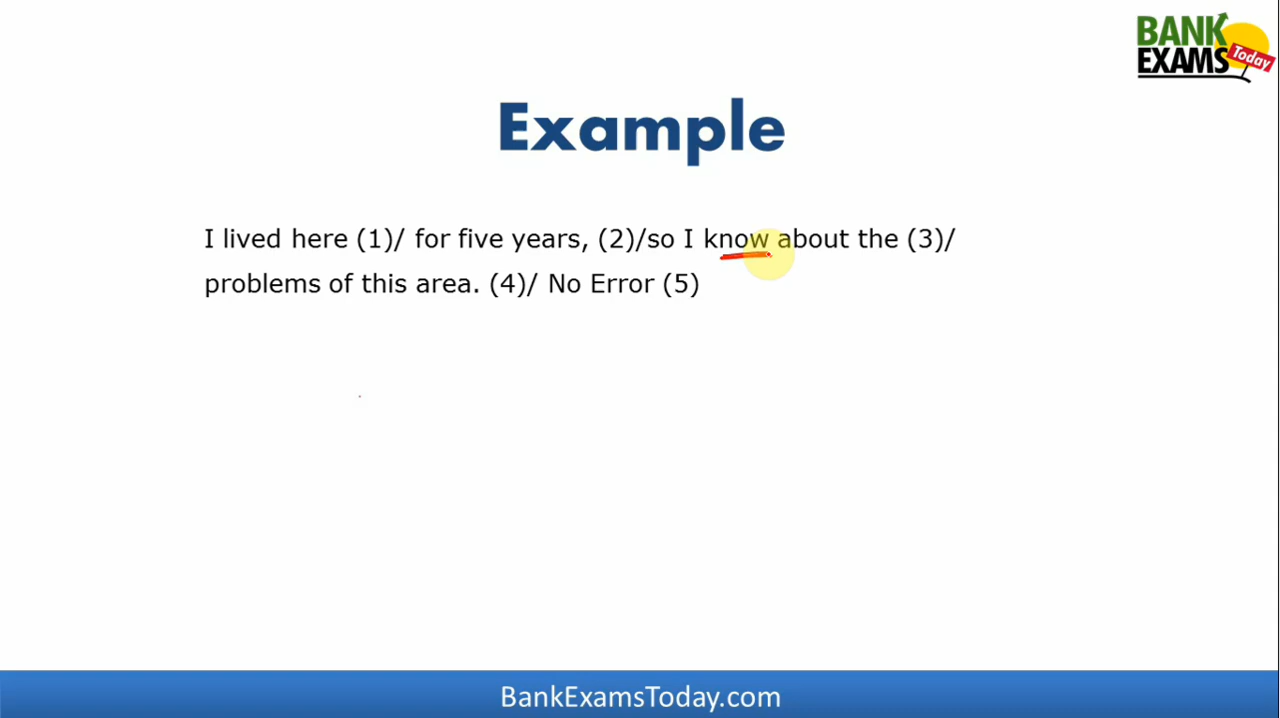 BANK
EXAMS Today
Example
I lived here (1)/ for five years, (2)/so I know about the (3)/
problems of this area. (4)/ No Error (5)
BankExamsToday.com